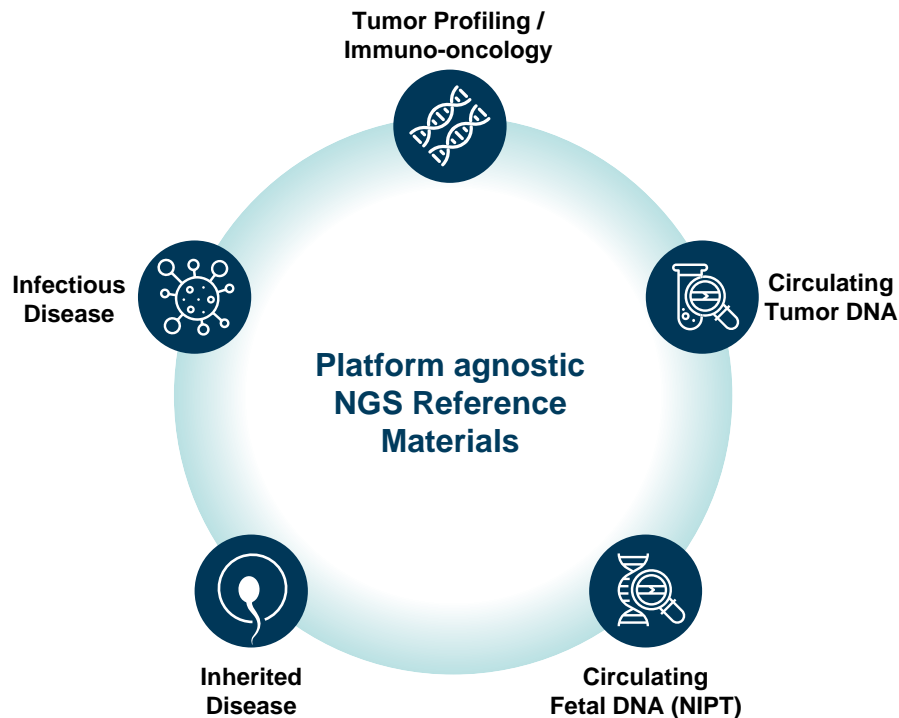 Tumor Profiling /
Immuno-oncology
Circulating
Tumor DNA
Infectious
Disease
Platform agnostic
NGS Reference
Materials
Inherited
Disease
Circulating
Fetal DNA (NIPT)